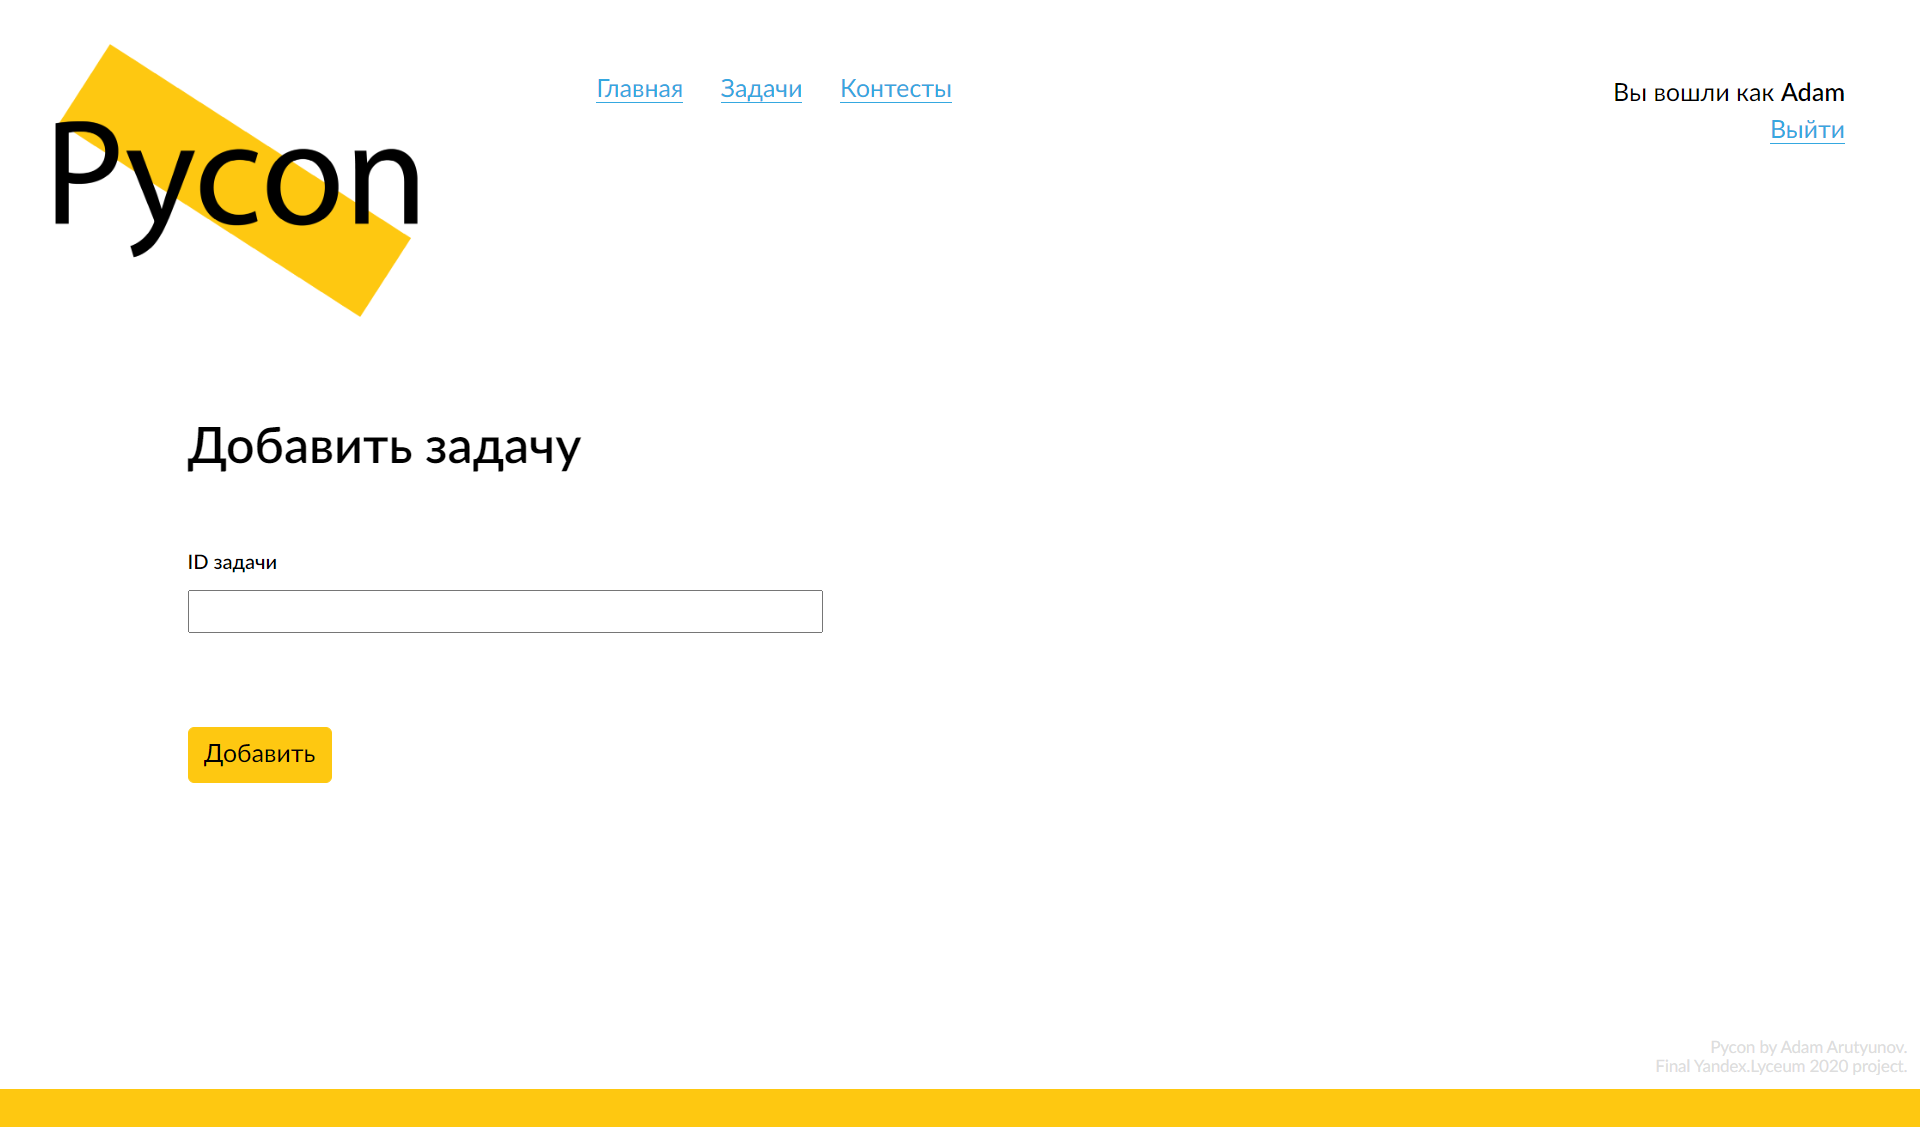 Pycon
Главная Задачи Контесты
Вы вошли как Adam
Выйти
Добавить задачу
ID задачи
Добавить
Pycon by Adam Arutyunov.
Final Yandex.Lyceum 2020 project.